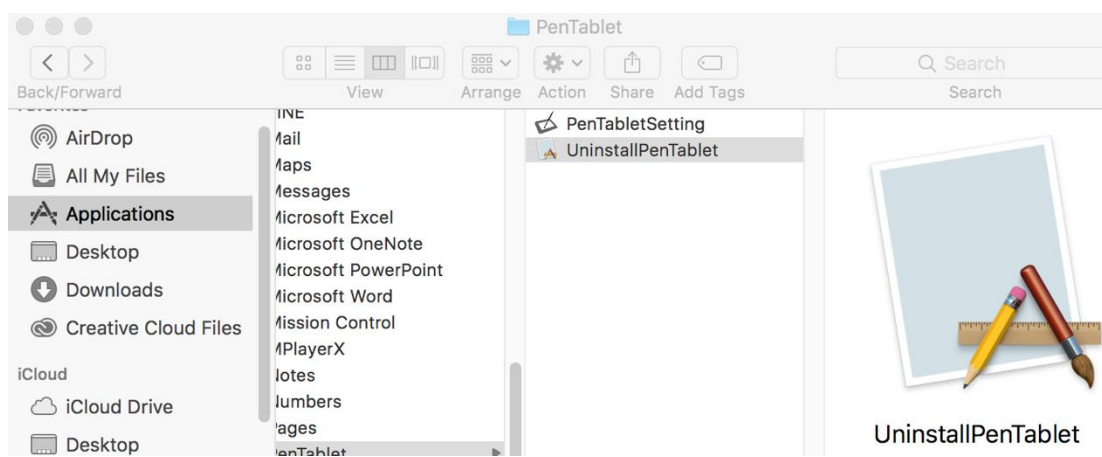 PenTablet
Search
Back/Forward
View
Arrange
Action
Share
Add Tags
Search
AirDrop
All My Files
Applications
Desktop
Downloads
Creative Cloud Files
iCloud
iCloud Drive
Desktop
INE
Mail
Maps
Messages
Microsoft Excel
Microsoft OneNote
Microsoft PowerPoint
Microsoft Word
Mission Control
MPlayerX
Notes
Numbers
Pages
PenTablet
PenTabletSetting
UninstallPenTablet
UninstallPenTablet